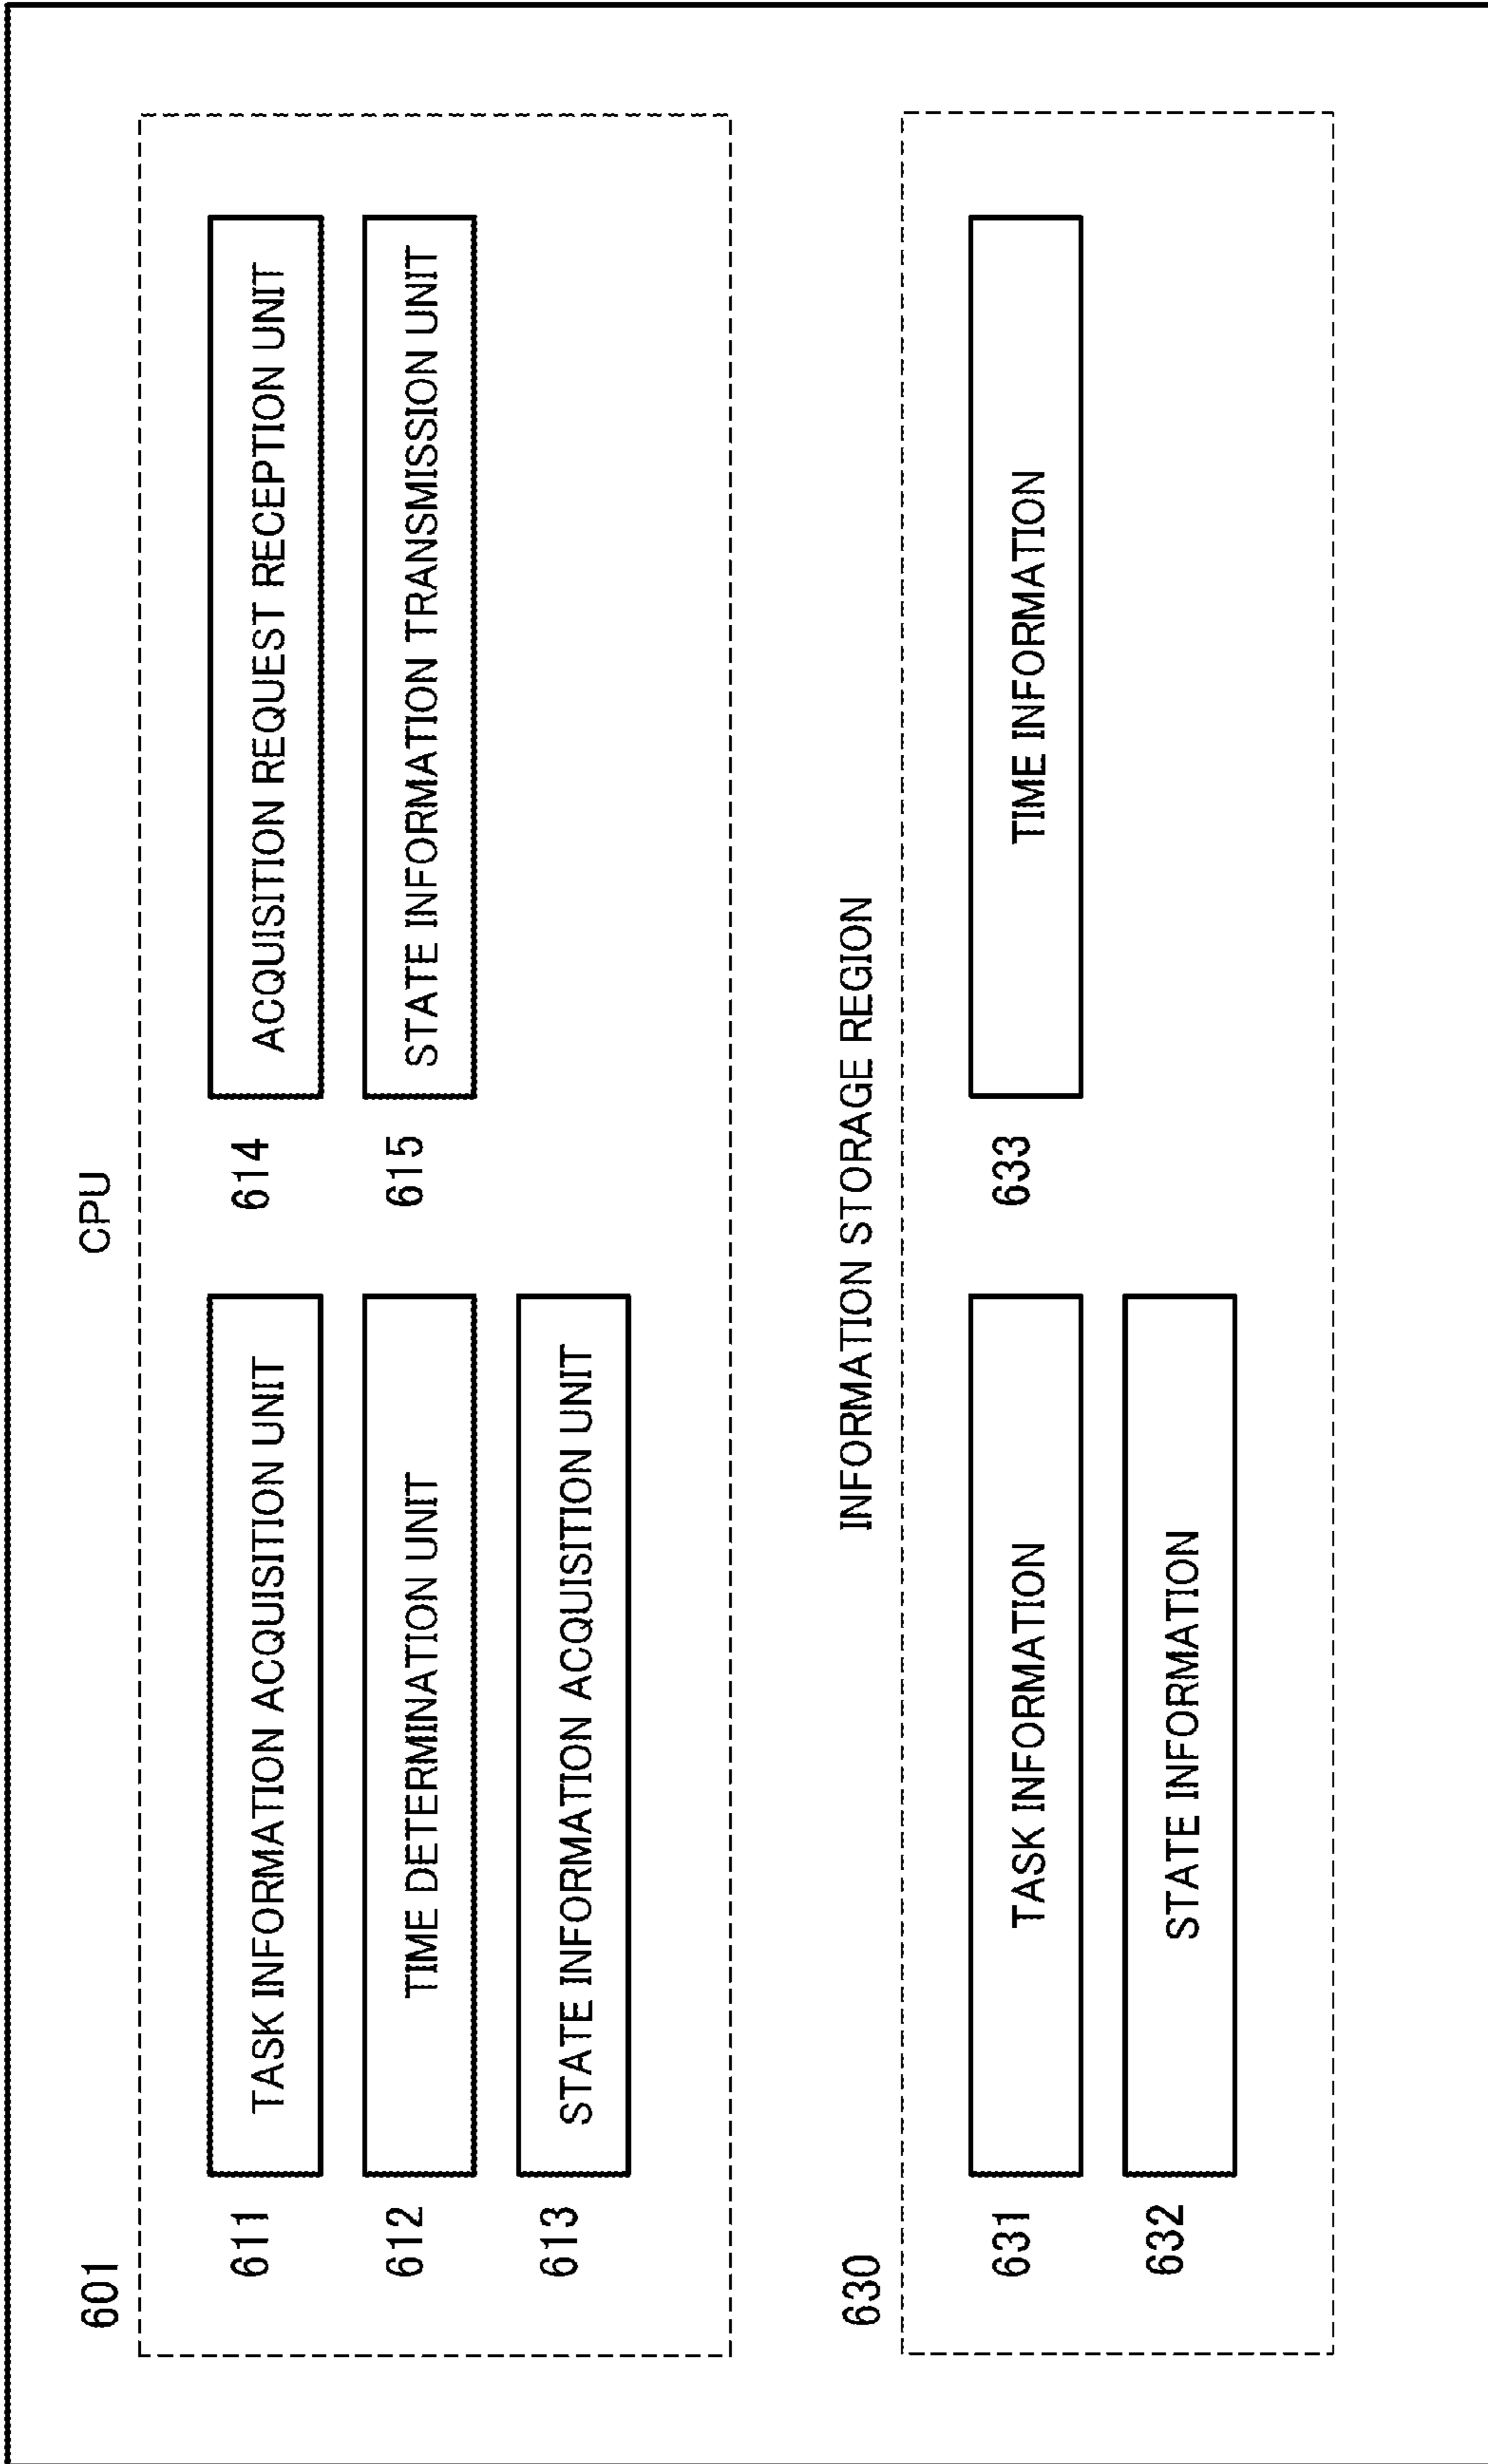 CPU
601
611 TASK INFORMATION ACQUISITION UNIT
612 TIME DETERMINATION UNIT
613 STATE INFORMATION ACQUISITION UNIT
614 ACQUISITION REQUEST RECEPTION UNIT
615 STATE INFORMATION TRANSMISSION UNIT
INFORMATION STORAGE REGION
630
631 TASK INFORMATION
632 STATE INFORMATION
633 TIME INFORMATION